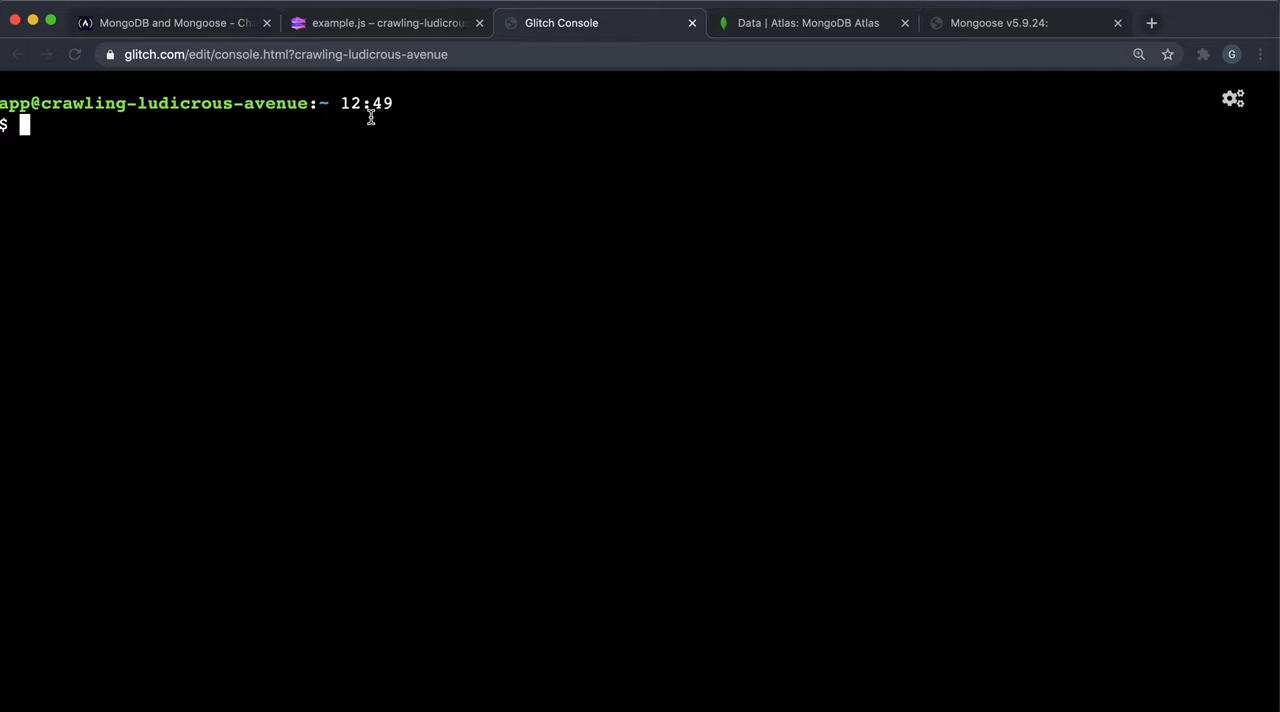 MongoDB and Mongoose - Cha
example.js – crawling-ludicrou
Glitch Console
Data | Atlas: MongoDB Atlas
Mongoose v5.9.24:
glitch.com/edit/console.html?crawling-ludicrous-avenue
G
app@crawling-ludicrous-avenue:~ 12:49
$